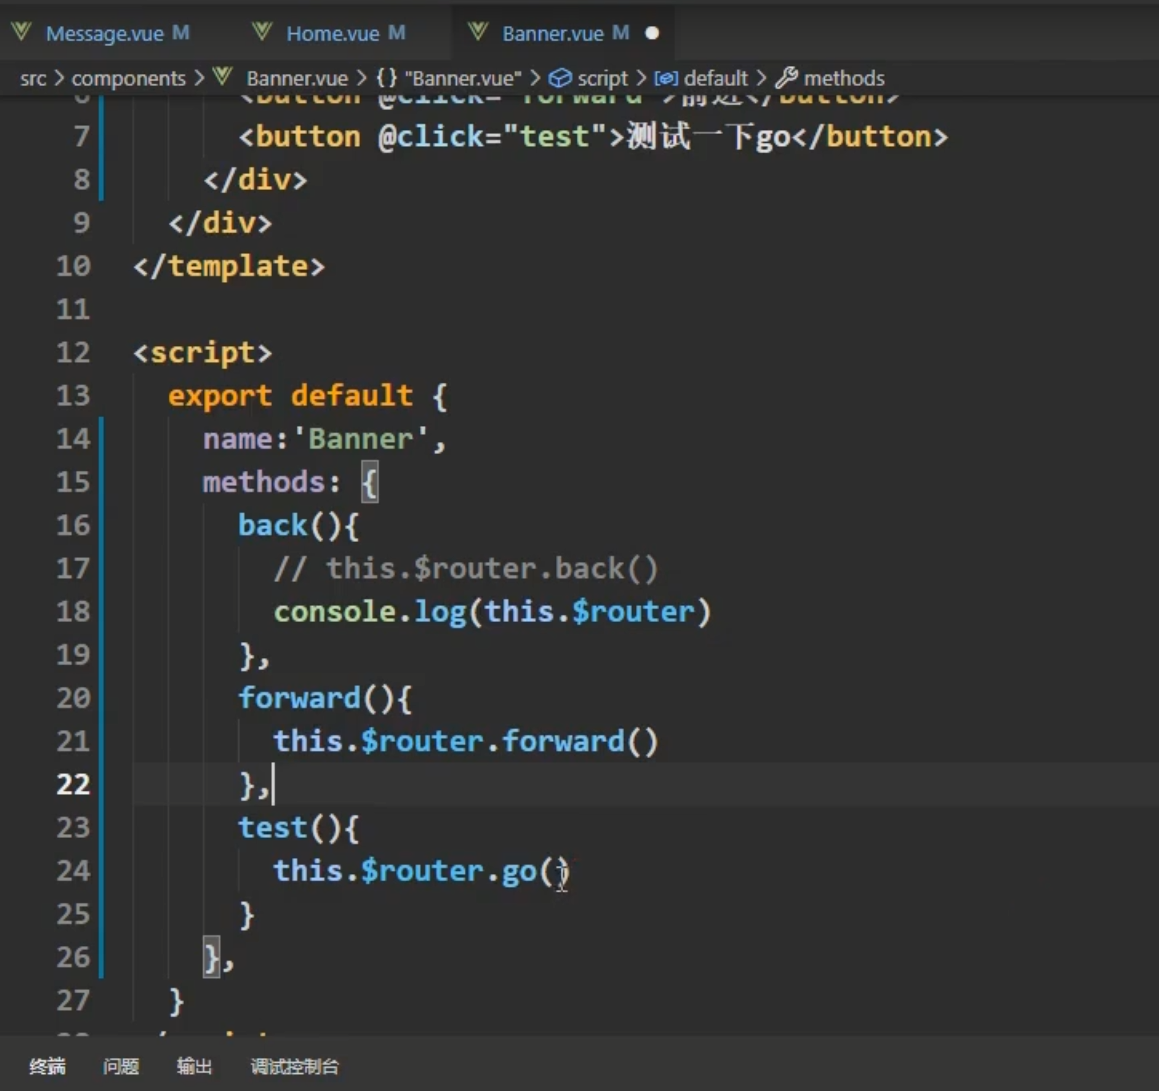 Message.vue M Home.vue M Banner.vue M
src > components > Banner.vue > {} "Banner.vue" > script > default > methods
6 <button @click="forward">前进</button>
7 <button @click="test">测试一下go</button>
8 </div>
9 </div>
10 </template>
11
12 <script>
13 export default {
14 name:'Banner',
15 methods: {
16 back(){
17 // this.$router.back()
18 console.log(this.$router)
19 },
20 forward(){
21 this.$router.forward()
22 },
23 test(){
24 this.$router.go()
25 }
26 },
27 }
终端 问题 输出 调试控制台